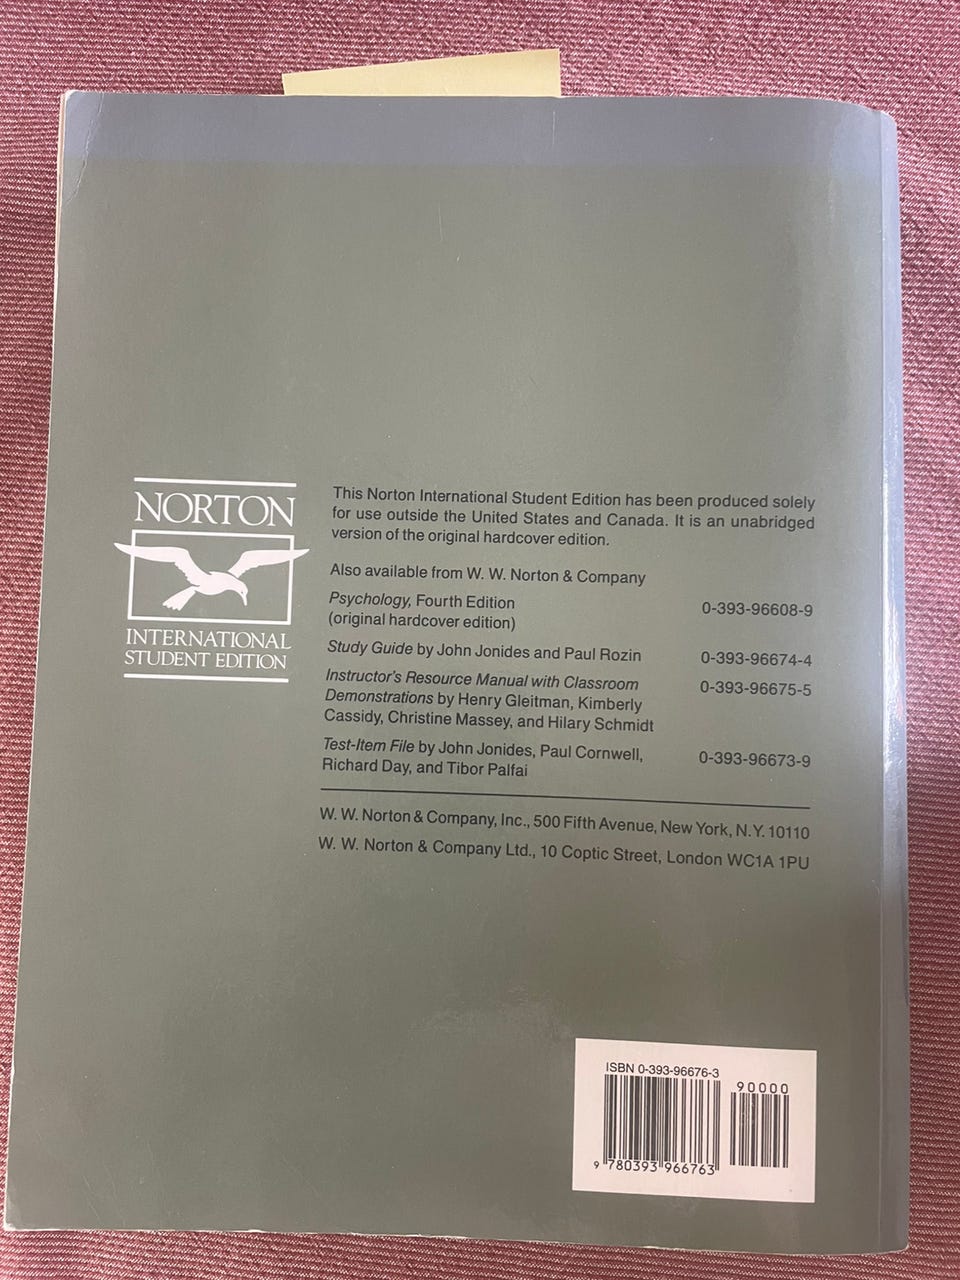 NORTON
INTERNATIONAL
STUDENT EDITION
This Norton International Student Edition has been produced solely
for use outside the United States and Canada. It is an unabridged
version of the original hardcover edition.
Also available from W. W. Norton & Company
Psychology, Fourth Edition
(original hardcover edition) 0-393-96608-9
Study Guide by John Jonides and Paul Rozin 0-393-96674-4
Instructor's Resource Manual with Classroom 0-393-96675-5
Demonstrations by Henry Gleitman, Kimberly
Cassidy, Christine Massey, and Hilary Schmidt
Test-Item File by John Jonides, Paul Cornwell, 0-393-96673-9
Richard Day, and Tibor Palfai
W. W. Norton & Company, Inc., 500 Fifth Avenue, New York, N.Y. 10110
W. W. Norton & Company Ltd., 10 Coptic Street, London WC1A 1PU
ISBN 0-393-96676-3
90000
9 780393 966763